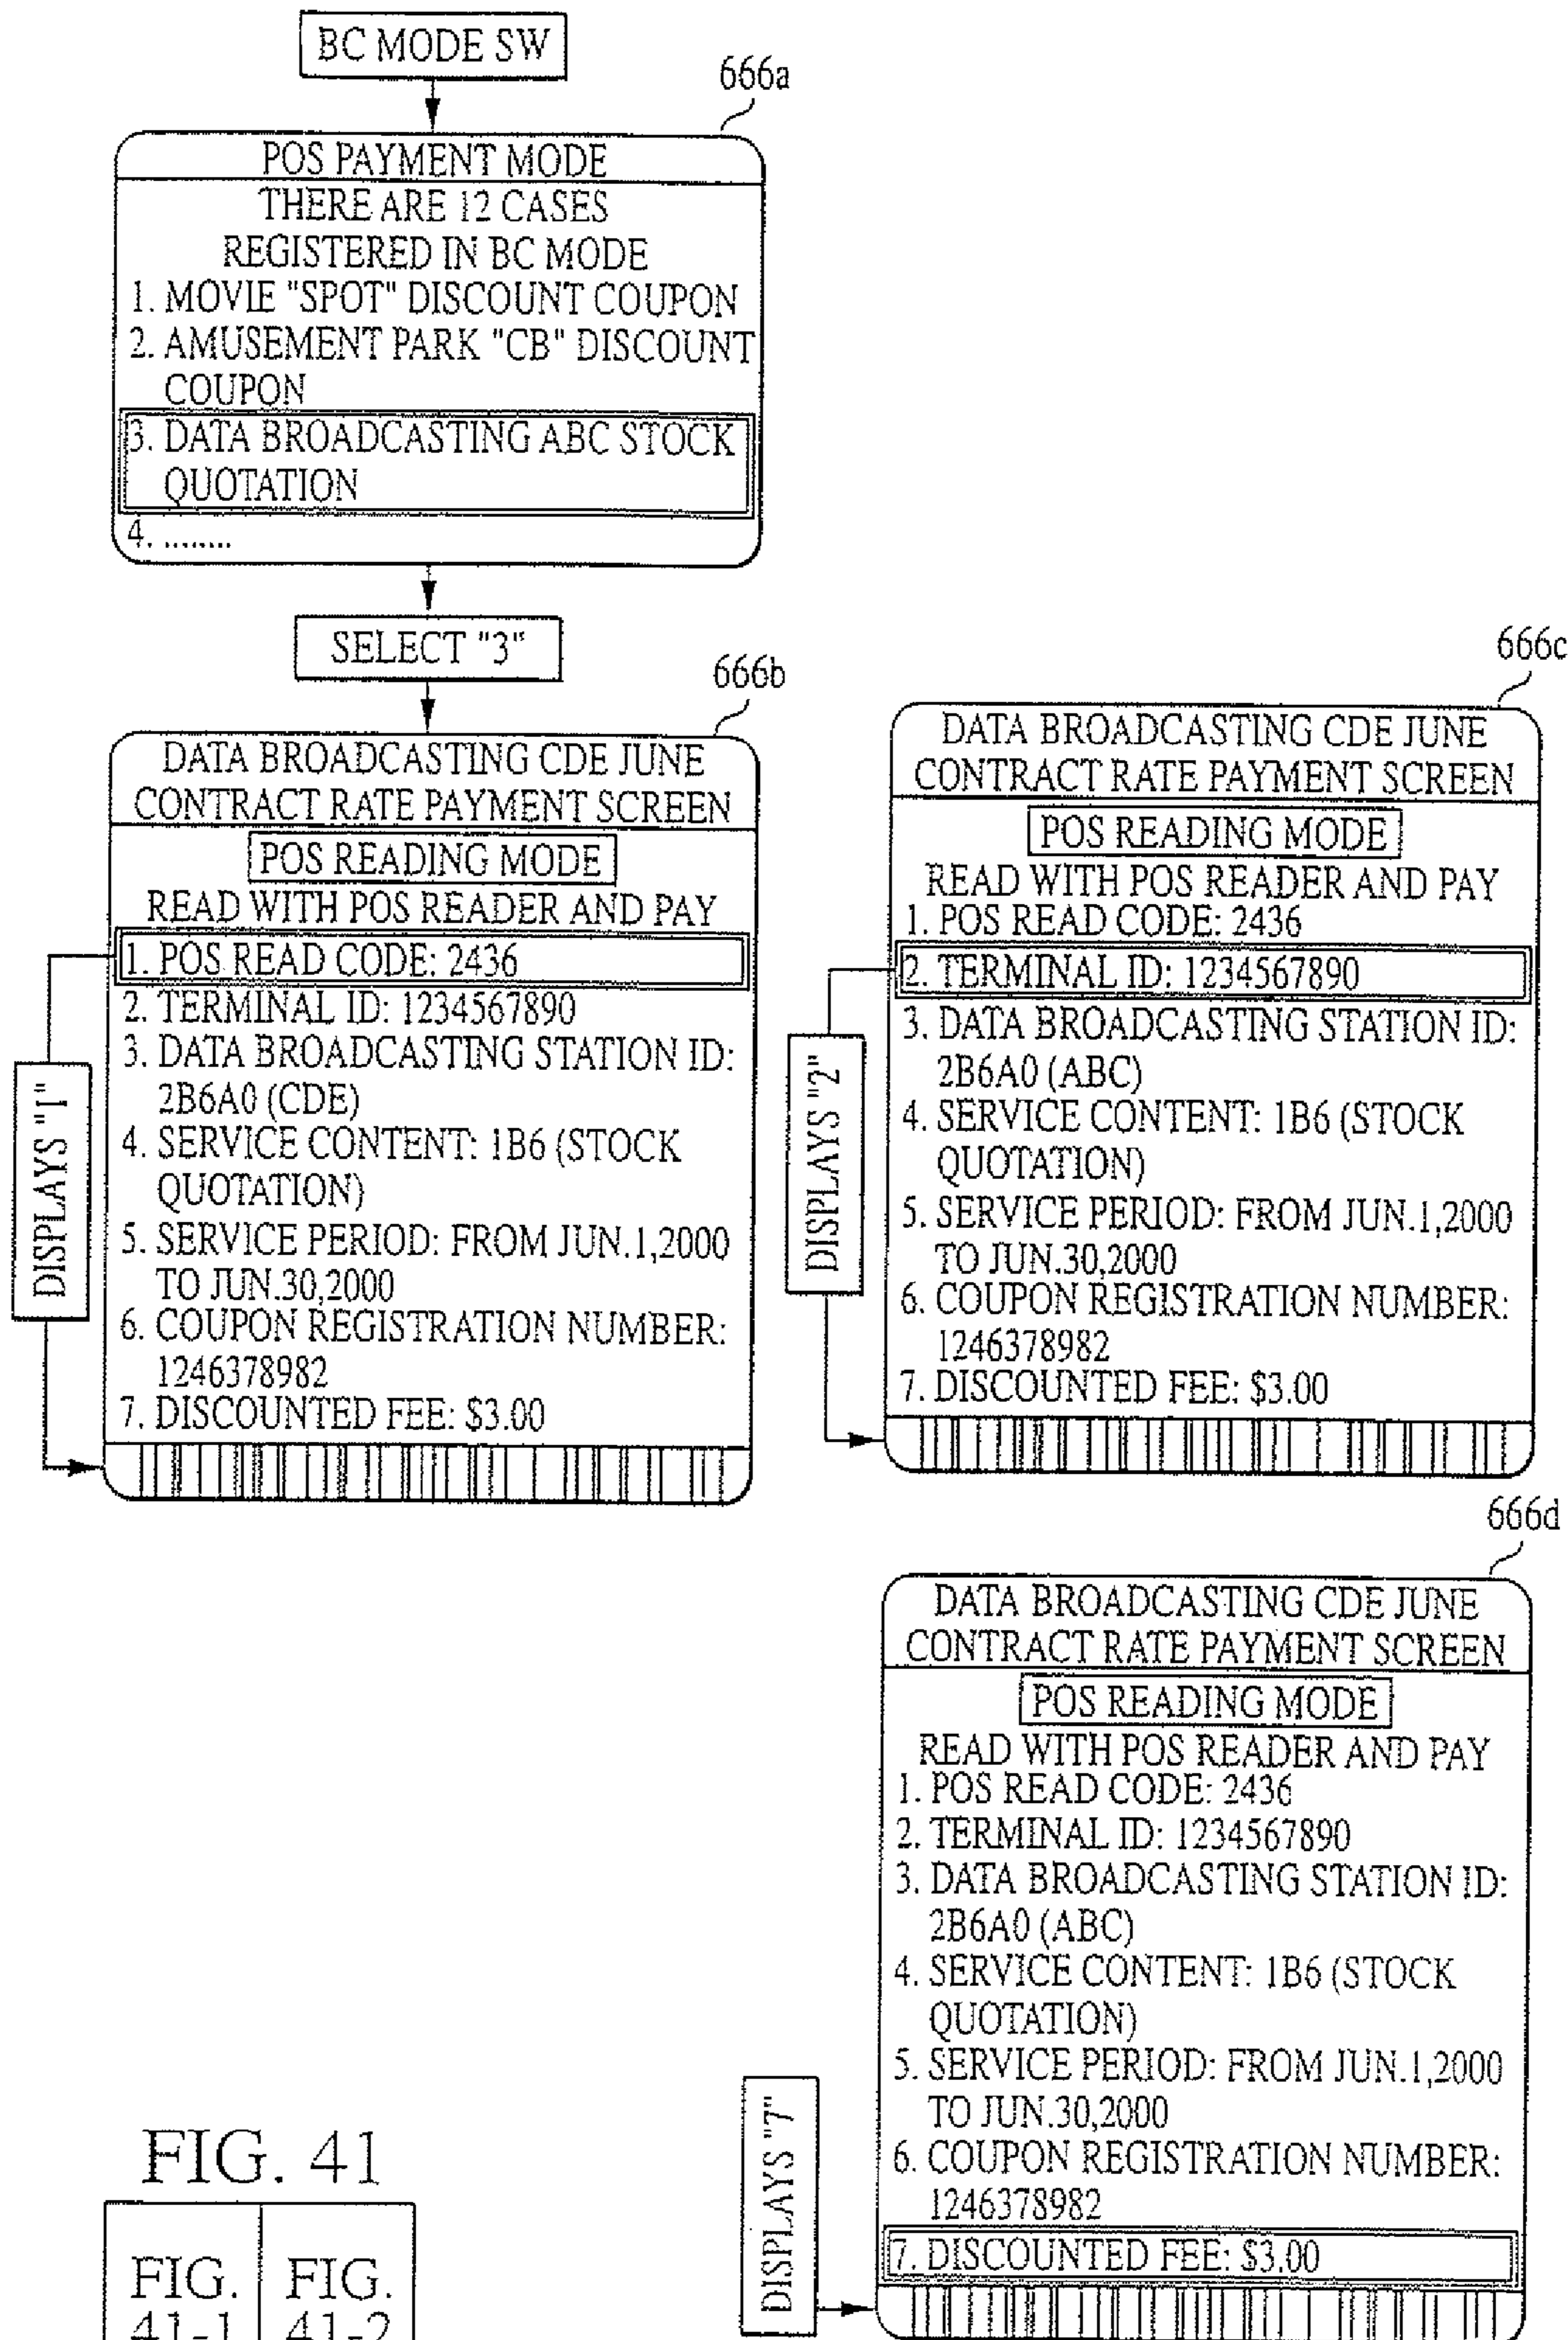 BC MODE SW
666a
POS PAYMENT MODE
THERE ARE 12 CASES
REGISTERED IN BC MODE
1. MOVIE "SPOT" DISCOUNT COUPON
2. AMUSEMENT PARK "CB" DISCOUNT
COUPON
3. DATA BROADCASTING ABC STOCK
QUOTATION
4. ........
SELECT "3"
666b
DATA BROADCASTING CDE JUNE
CONTRACT RATE PAYMENT SCREEN
POS READING MODE
READ WITH POS READER AND PAY
1. POS READ CODE: 2436
2. TERMINAL ID: 1234567890
3. DATA BROADCASTING STATION ID:
2B6A0 (CDE)
4. SERVICE CONTENT: 1B6 (STOCK
QUOTATION)
5. SERVICE PERIOD: FROM JUN.1,2000
TO JUN.30,2000
6. COUPON REGISTRATION NUMBER:
1246378982
7. DISCOUNTED FEE: $3.00
DISPLAYS "1"
666c
DATA BROADCASTING CDE JUNE
CONTRACT RATE PAYMENT SCREEN
POS READING MODE
READ WITH POS READER AND PAY
1. POS READ CODE: 2436
2. TERMINAL ID: 1234567890
3. DATA BROADCASTING STATION ID:
2B6A0 (ABC)
4. SERVICE CONTENT: 1B6 (STOCK
QUOTATION)
5. SERVICE PERIOD: FROM JUN.1,2000
TO JUN.30,2000
6. COUPON REGISTRATION NUMBER:
1246378982
7. DISCOUNTED FEE: $3.00
DISPLAYS "2"
666d
DATA BROADCASTING CDE JUNE
CONTRACT RATE PAYMENT SCREEN
POS READING MODE
READ WITH POS READER AND PAY
1. POS READ CODE: 2436
2. TERMINAL ID: 1234567890
3. DATA BROADCASTING STATION ID:
2B6A0 (ABC)
4. SERVICE CONTENT: 1B6 (STOCK
QUOTATION)
5. SERVICE PERIOD: FROM JUN.1,2000
TO JUN.30,2000
6. COUPON REGISTRATION NUMBER:
1246378982
7. DISCOUNTED FEE: $3.00
DISPLAYS "7"
FIG. 41
FIG.
41-1
FIG.
41-2